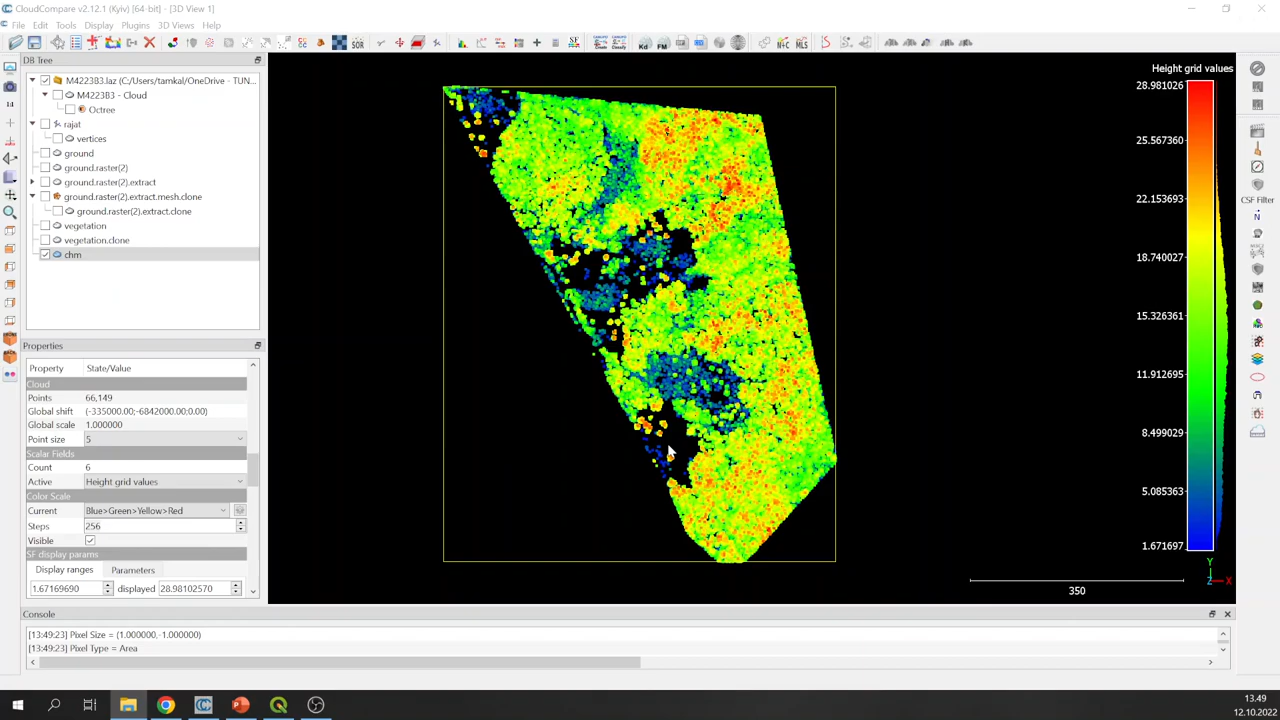 CloudCompare v2.12.1 (Kyiv) [64-bit] - [3D View 1]
File Edit Tools Display Plugins 3D Views Help
SOR SF Kd FM N+C M3C
DB Tree
M4223B3.laz (C:/Users/tamkal/OneDrive - TUN...
M4223B3 - Cloud
Octree
rajat
vertices
ground
ground.raster(2)
ground.raster(2).extract
ground.raster(2).extract.mesh.clone
ground.raster(2).extract.clone
vegetation
vegetation.clone
chm
Properties
Property State/Value
Cloud
Points 66,149
Global shift (-335000.00;-6842000.00;0.00)
Global scale 1.000000
Point size 5
Scalar Fields
Count 6
Active Height grid values
Color Scale
Current Blue>Green>Yellow>Red
Steps 256
Visible
SF display params
Display ranges Parameters
1.67169690 displayed 28.98102570
Height grid values
28.981026
25.567360
22.153693
18.740027
15.326361
11.912695
8.499029
5.085363
1.671697
Y
Z X
350
CSF Filter
N
Console
[13:49:23] Pixel Size = (1.000000,-1.000000)
[13:49:23] Pixel Type = Area
13.49
12.10.2022